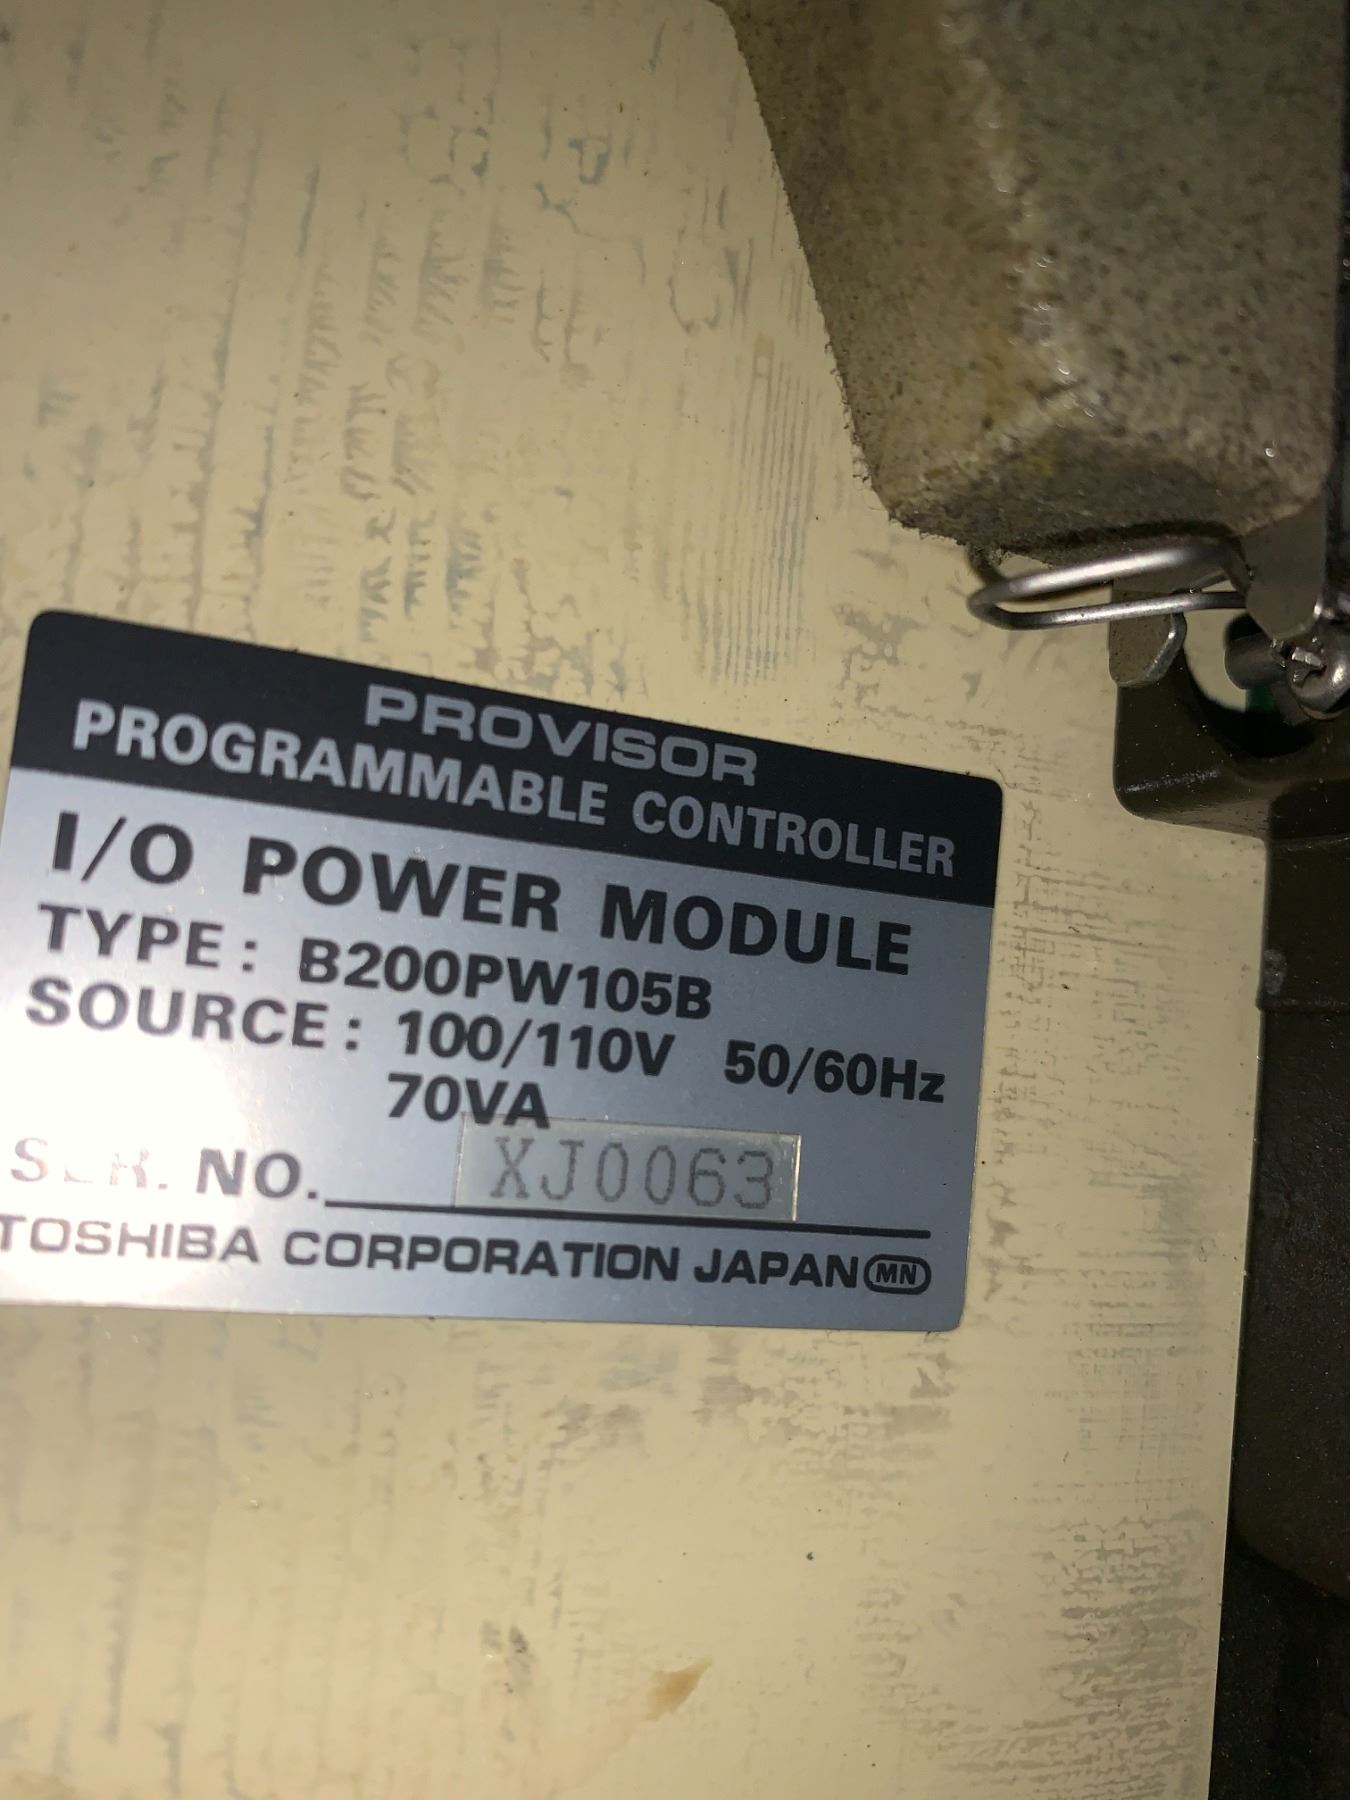 PROVISOR
PROGRAMMABLE CONTROLLER
I/O POWER MODULE
TYPE: B200PW105B
SOURCE: 100/110V 50/60Hz
70VA
SER. NO. XJ0063
TOSHIBA CORPORATION JAPAN MN